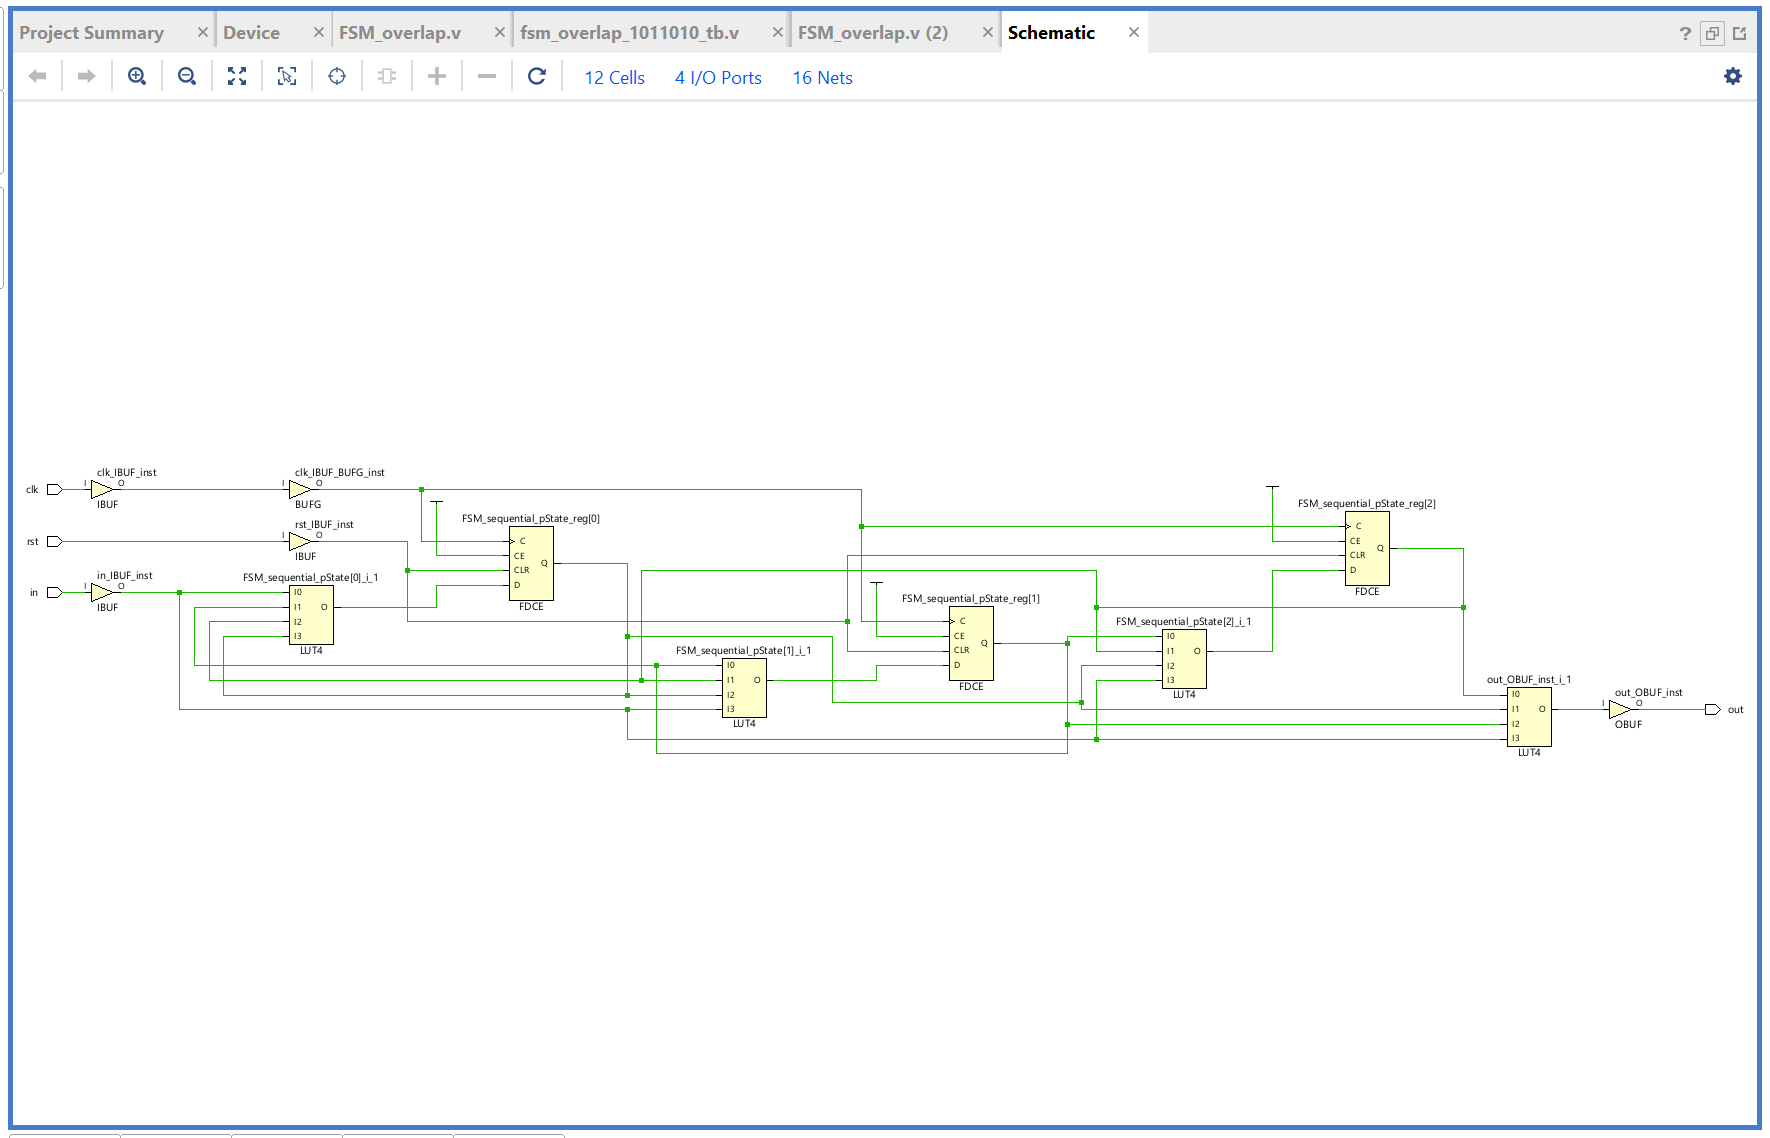 Project Summary × Device × FSM_overlap.v × fsm_overlap_1011010_tb.v × FSM_overlap.v (2) × Schematic × ?
12 Cells 4 I/O Ports 16 Nets
clk I clk_IBUF_inst O IBUF
I clk_IBUF_BUFG_inst O BUFG
rst I rst_IBUF_inst O IBUF
in I in_IBUF_inst O IBUF
FSM_sequential_pState[0]_i_1
I0
I1 O
I2
I3
LUT4
FSM_sequential_pState_reg[0]
C
CE
CLR Q
D
FDCE
FSM_sequential_pState[1]_i_1
I0
I1 O
I2
I3
LUT4
FSM_sequential_pState_reg[1]
C
CE
CLR Q
D
FDCE
FSM_sequential_pState[2]_i_1
I0
I1 O
I2
I3
LUT4
FSM_sequential_pState_reg[2]
C
CE
CLR Q
D
FDCE
out_OBUF_inst_i_1
I0
I1 O
I2
I3
LUT4
out_OBUF_inst
I O out
OBUF